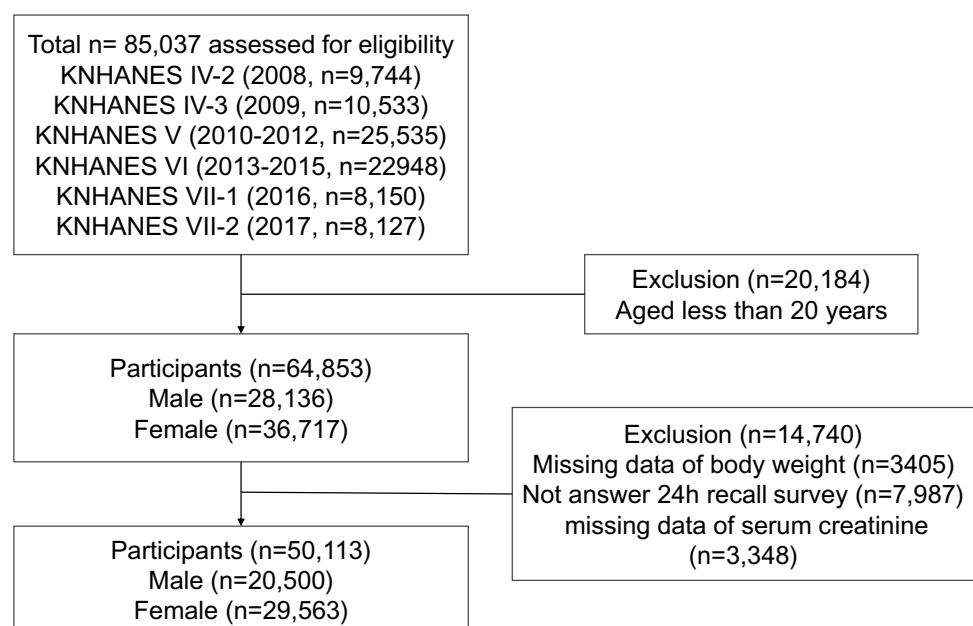 Total n= 85,037 assessed for eligibility
KNHANES IV-2 (2008, n=9,744)
KNHANES IV-3 (2009, n=10,533)
KNHANES V (2010-2012, n=25,535)
KNHANES VI (2013-2015, n=22948)
KNHANES VII-1 (2016, n=8,150)
KNHANES VII-2 (2017, n=8,127)
Exclusion (n=20,184)
Aged less than 20 years
Participants (n=64,853)
Male (n=28,136)
Female (n=36,717)
Exclusion (n=14,740)
Missing data of body weight (n=3405)
Not answer 24h recall survey (n=7,987)
missing data of serum creatinine
(n=3,348)
Participants (n=50,113)
Male (n=20,500)
Female (n=29,563)